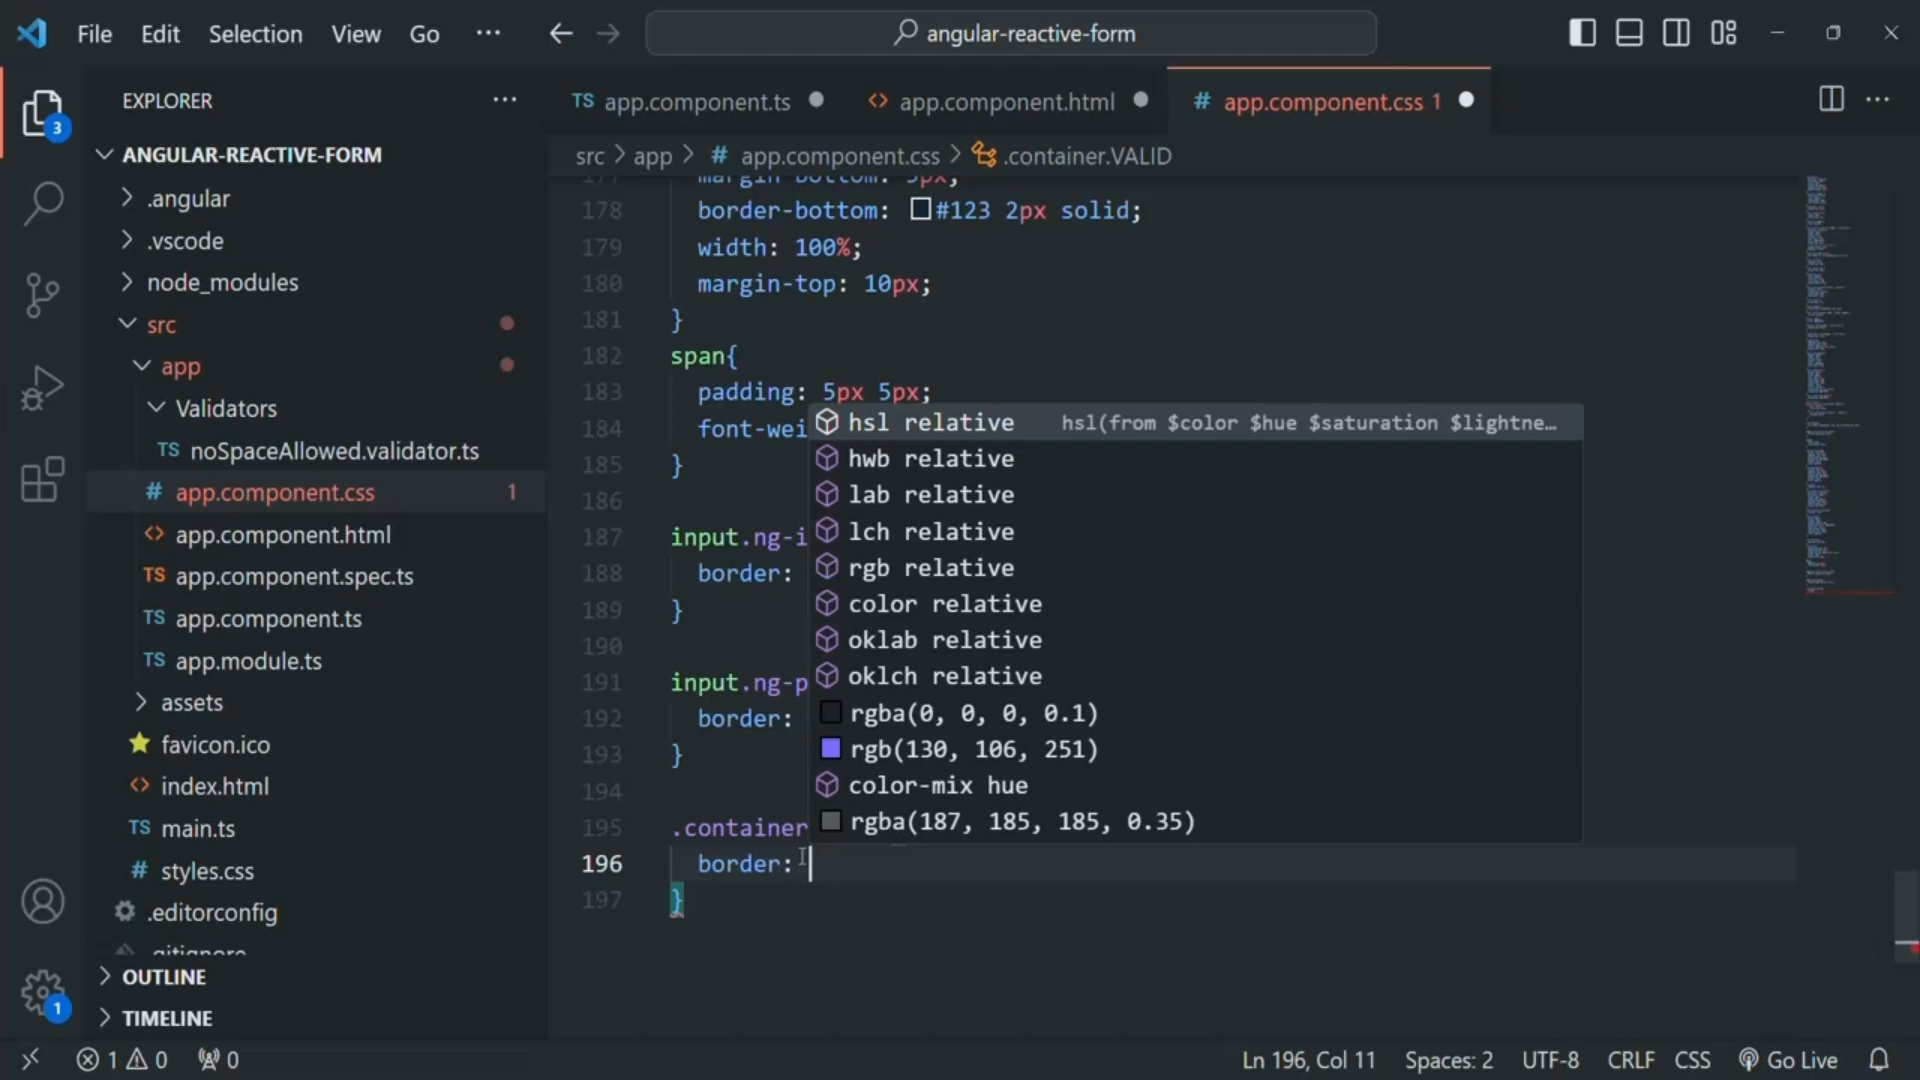 File Edit Selection View Go ···
angular-reactive-form
EXPLORER ···
3
ANGULAR-REACTIVE-FORM
.angular
.vscode
node_modules
src
app
Validators
TS noSpaceAllowed.validator.ts
# app.component.css 1
<> app.component.html
TS app.component.spec.ts
TS app.component.ts
TS app.module.ts
assets
favicon.ico
<> index.html
TS main.ts
# styles.css
.editorconfig
.gitignore
OUTLINE
1
TIMELINE
TS app.component.ts
<> app.component.html
# app.component.css 1
···
src > app > # app.component.css > .container.VALID
177 margin-bottom: 5px;
178 border-bottom: #123 2px solid;
179 width: 100%;
180 margin-top: 10px;
181 }
182 span{
183 padding: 5px 5px;
184 font-wei
185 }
186
187 input.ng-i
188 border:
189 }
190
191 input.ng-p
192 border:
193 }
194
195 .container
196 border:
197 }
hsl relative hsl(from $color $hue $saturation $lightne…
hwb relative
lab relative
lch relative
rgb relative
color relative
oklab relative
oklch relative
rgba(0, 0, 0, 0.1)
rgb(130, 106, 251)
color-mix hue
rgba(187, 185, 185, 0.35)
1 0 0
Ln 196, Col 11 Spaces: 2 UTF-8 CRLF CSS Go Live